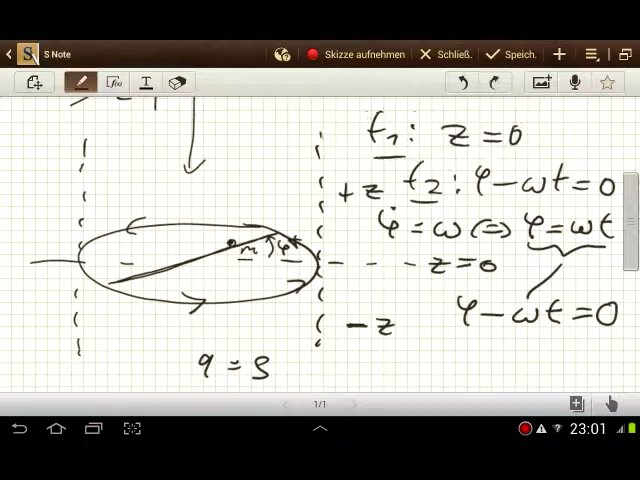 S Note
Skizze aufnehmen
Schließ.
Speich.
f₁: z = 0
+z f₂: φ - ωt = 0
φ̇ = ω (=) φ = ωt
m φ
z = 0
φ - ωt = 0
-z
q = S
1/1
23:01